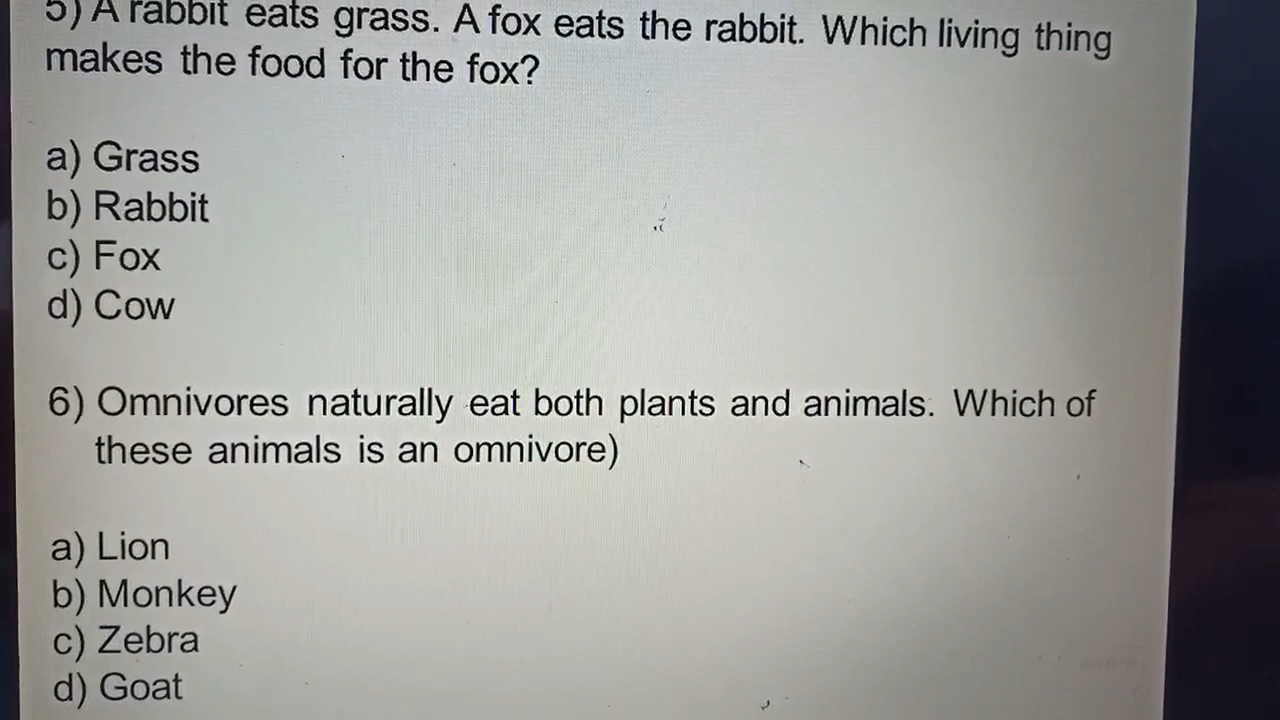 5) A rabbit eats grass. A fox eats the rabbit. Which living thing
makes the food for the fox?
a) Grass
b) Rabbit
c) Fox
d) Cow
6) Omnivores naturally eat both plants and animals. Which of
these animals is an omnivore)
a) Lion
b) Monkey
c) Zebra
d) Goat